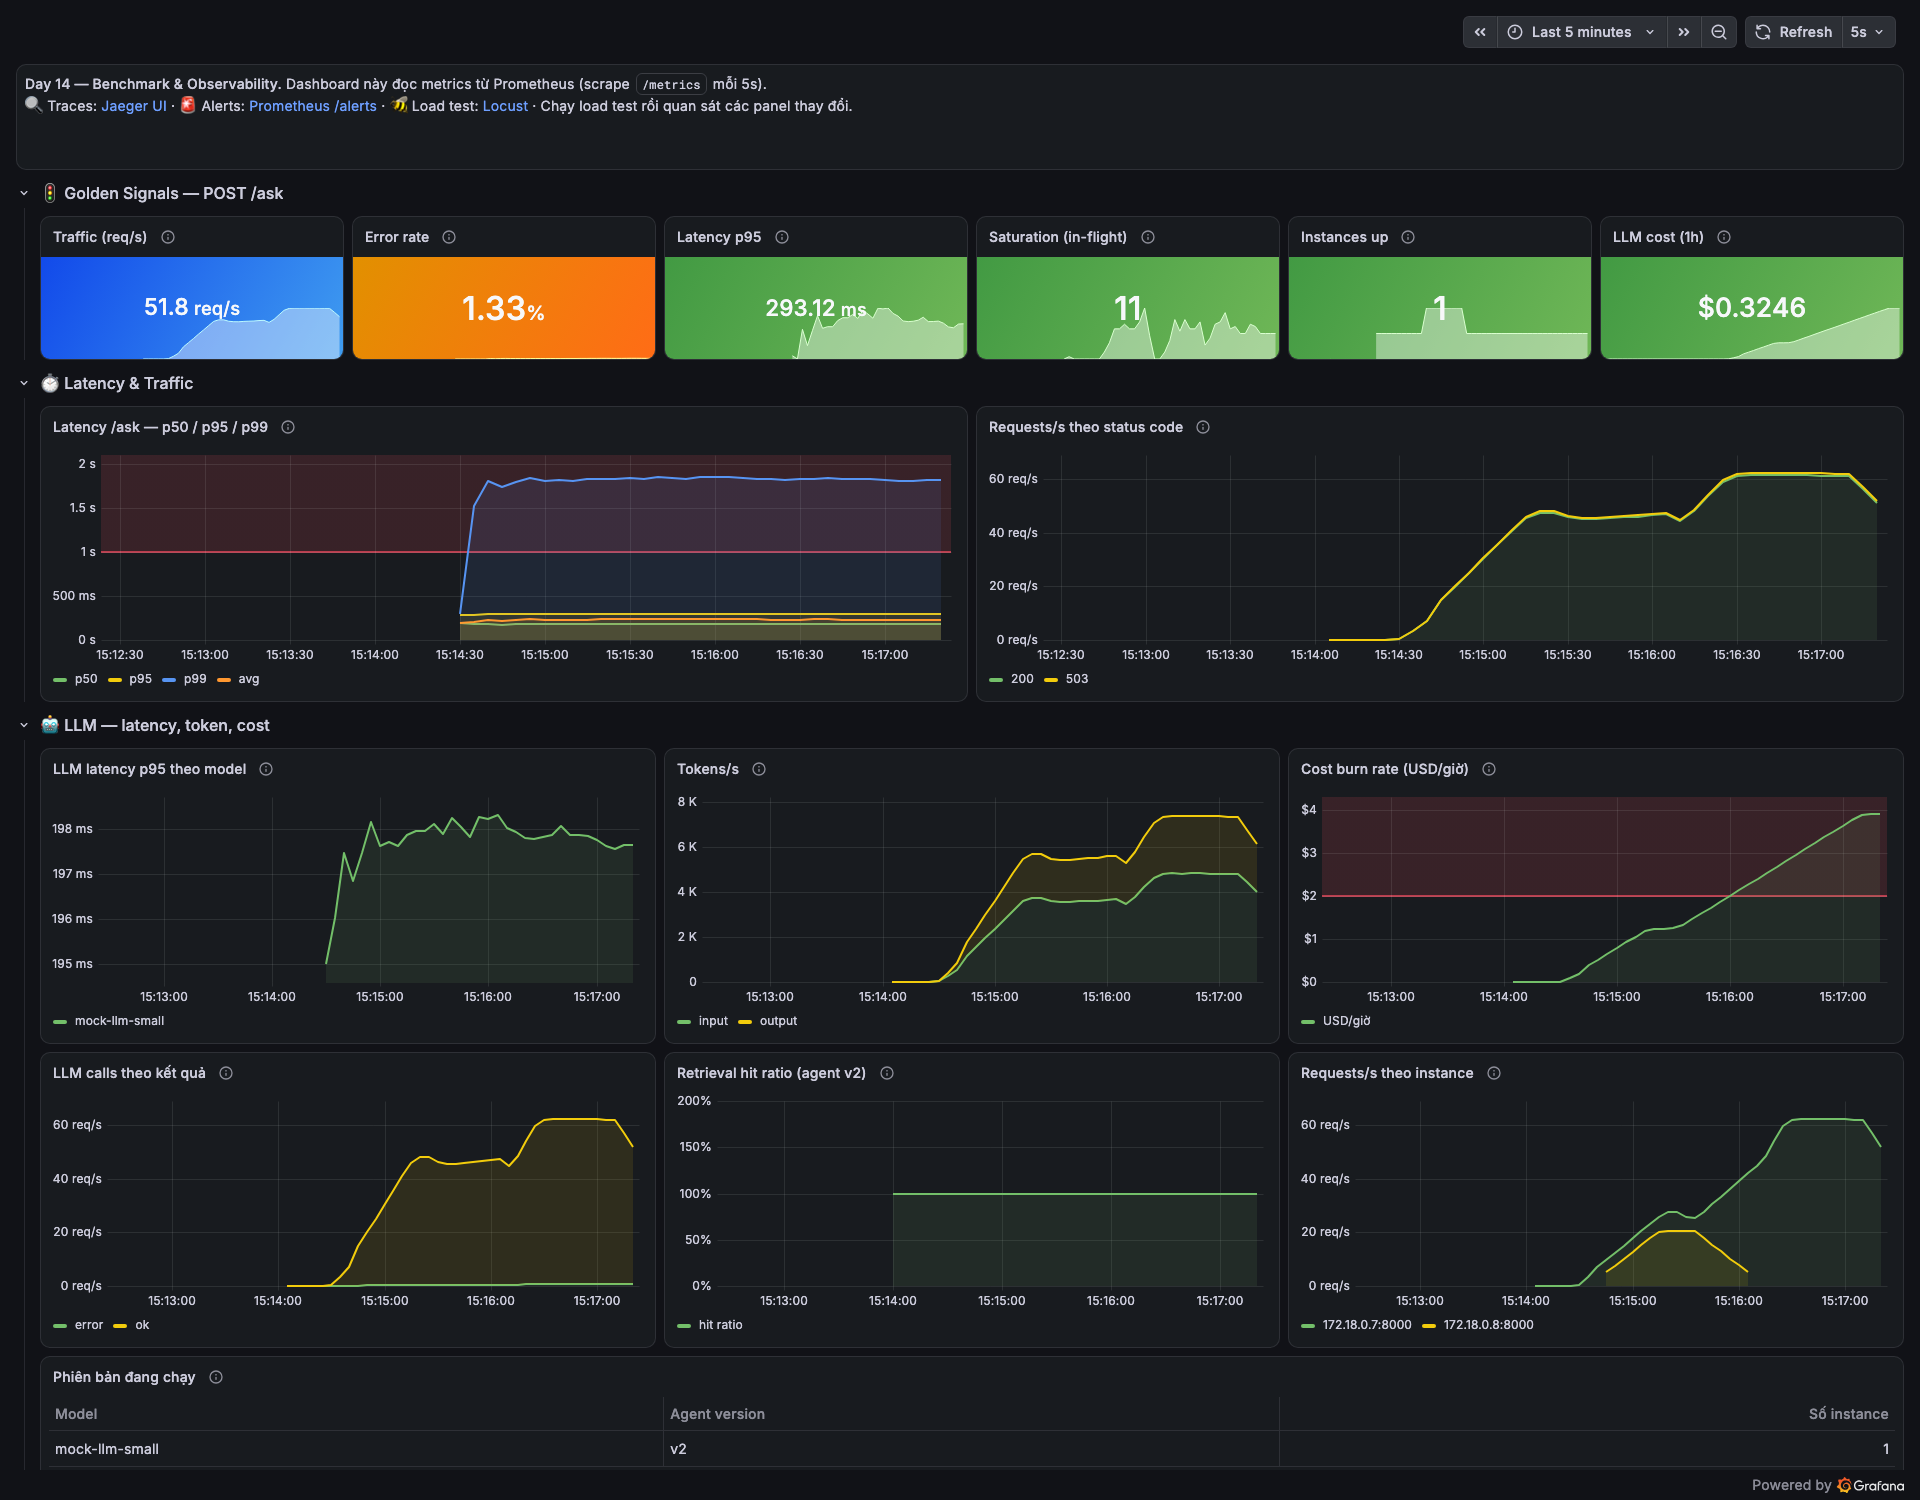 Last 5 minutes
Refresh
5s
Day 14 — Benchmark & Observability. Dashboard này đọc metrics từ Prometheus (scrape /metrics mỗi 5s).
Traces: Jaeger UI · Alerts: Prometheus /alerts · Load test: Locust · Chạy load test rồi quan sát các panel thay đổi.
Golden Signals — POST /ask
Traffic (req/s)
51.8 req/s
Error rate
1.33%
Latency p95
293.12 ms
Saturation (in-flight)
11
Instances up
1
LLM cost (1h)
$0.3246
Latency & Traffic
Latency /ask — p50 / p95 / p99
2 s
1.5 s
1 s
500 ms
0 s
15:12:30 15:13:00 15:13:30 15:14:00 15:14:30 15:15:00 15:15:30 15:16:00 15:16:30 15:17:00
p50 p95 p99 avg
Requests/s theo status code
60 req/s
40 req/s
20 req/s
0 req/s
15:12:30 15:13:00 15:13:30 15:14:00 15:14:30 15:15:00 15:15:30 15:16:00 15:16:30 15:17:00
200 503
LLM — latency, token, cost
LLM latency p95 theo model
198 ms
197 ms
196 ms
195 ms
15:13:00 15:14:00 15:15:00 15:16:00 15:17:00
mock-llm-small
Tokens/s
8 K
6 K
4 K
2 K
0
15:13:00 15:14:00 15:15:00 15:16:00 15:17:00
input output
Cost burn rate (USD/giờ)
$4
$3
$2
$1
$0
15:13:00 15:14:00 15:15:00 15:16:00 15:17:00
USD/giờ
LLM calls theo kết quả
60 req/s
40 req/s
20 req/s
0 req/s
15:13:00 15:14:00 15:15:00 15:16:00 15:17:00
error ok
Retrieval hit ratio (agent v2)
200%
150%
100%
50%
0%
15:13:00 15:14:00 15:15:00 15:16:00 15:17:00
hit ratio
Requests/s theo instance
60 req/s
40 req/s
20 req/s
0 req/s
15:13:00 15:14:00 15:15:00 15:16:00 15:17:00
172.18.0.7:8000 172.18.0.8:8000
Phiên bản đang chạy
Model Agent version Số instance
mock-llm-small v2 1
Powered by Grafana